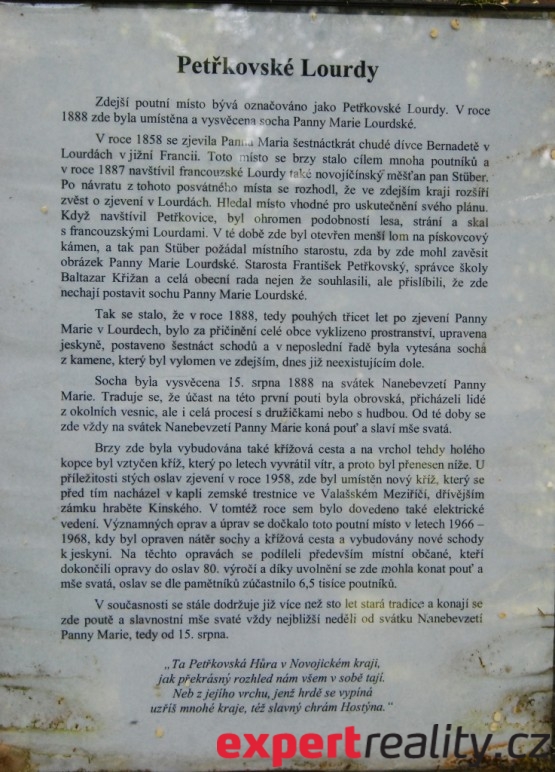 Petřkovské Lourdy
Zdejší poutní místo bývá označováno jako Petřkovské Lourdy. V roce
1888 zde byla umístěna a vysvěcena socha Panny Marie Lourdské.
V roce 1858 se zjevila Panna Maria šestnáctkrát chudé dívce Bernadetě v
Lourdách v jižní Francii. Toto místo se brzy stalo cílem mnoha poutníků a
v roce 1887 navštívil francouzské Lourdy také novojičínský měšťan pan Stüber.
Po návratu z tohoto posvátného místa se rozhodl, že ve zdejším kraji rozšíří
zvěst o zjevení v Lourdách. Hledal místo vhodné pro uskutečnění svého plánu.
Když navštívil Petřkovice, byl ohromen podobností lesa, strání a skal
s francouzskými Lourdami. V té době zde byl otevřen menší lom na pískovcový
kámen, a tak pan Stüber požádal místního starostu, zda by zde mohl zavěsit
obrázek Panny Marie Lourdské. Starosta František Petřkovský, správce školy
Baltazar Křižan a celá obecní rada nejen že souhlasili, ale přislíbili, že zde
nechají postavit sochu Panny Marie Lourdské.
Tak se stalo, že v roce 1888, tedy pouhých třicet let po zjevení Panny
Marie v Lourdech, bylo za přičinění celé obce vyklizeno prostranství, upravena
jeskyně, postaveno šestnáct schodů a v neposlední řadě byla vytesána socha
z kamene, který byl vylomen ve zdejším, dnes již neexistujícím dole.
Socha byla vysvěcena 15. srpna 1888 na svátek Nanebevzetí Panny
Marie. Traduje se, že účast na této první pouti byla obrovská, přicházeli lidé
z okolních vesnic, ale i celá procesí s družičkami nebo s hudbou. Od té doby se
zde vždy na svátek Nanebevzetí Panny Marie koná pouť a slaví mše svatá.
Brzy zde byla vybudována také křížová cesta a na vrchol tehdy holého
kopce byl vztyčen kříž, který po letech vyvrátil vítr, a proto byl přenesen níže. U
příležitosti stých oslav zjevení v roce 1958, zde byl umístěn nový kříž, který se
před tím nacházel v kapli zemské trestnice ve Valašském Meziříčí, dřívějším
zámku hraběte Kinského. V tomtéž roce sem bylo dovedeno také elektrické
vedení. Významných oprav a úprav se dočkalo toto poutní místo v letech 1966 –
1968, kdy byl opraven nátěr sochy a křížová cesta a vybudovány nové schody
k jeskyni. Na těchto opravách se podíleli především místní občané, kteří
dokončili opravy do oslav 80. výročí a díky uvolnění se zde mohla konat pouť a
mše svatá, oslav se dle pamětníků zúčastnilo 6,5 tisíce poutníků.
V současnosti se stále dodržuje již více než sto let stará tradice a konají se
zde poutě a slavnostní mše svaté vždy nejbližší neděli od svátku Nanebevzetí
Panny Marie, tedy od 15. srpna.
„Ta Petřkovská Hůra v Novojickém kraji,
jak překrásný rozhled nám všem v sobě tají.
Neb z jejího vrchu, jenž hrdě se vypíná
uzříš mnohé kraje, též slavný chrám Hostýna.“
expertreality.cz